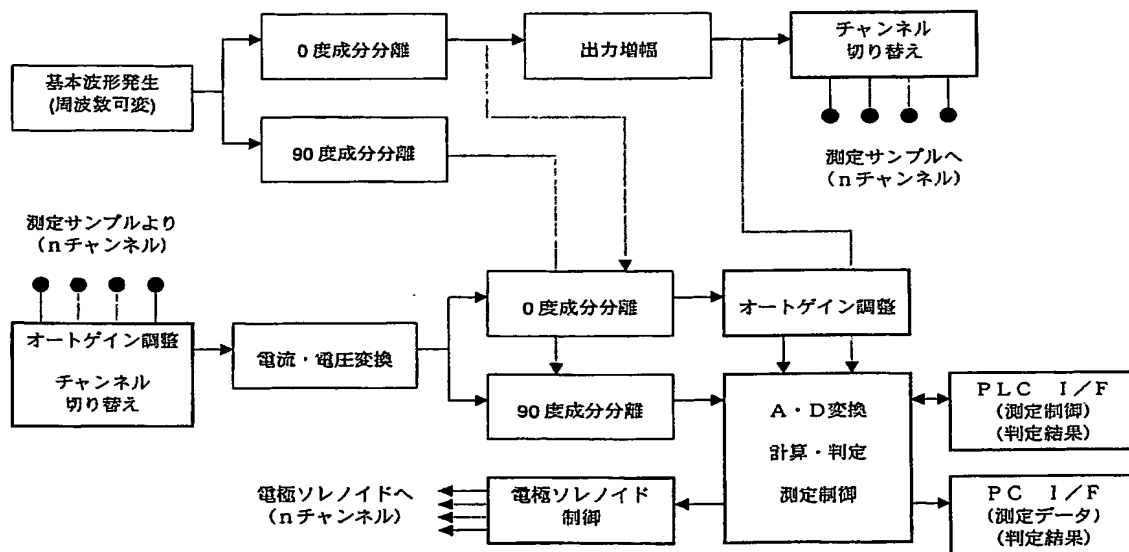 0度成分分離
出力増幅
チャンネル
切り替え
基本波形発生
(周波数可変)
90度成分分離
測定サンプルへ
(nチャンネル)
測定サンプルより
(nチャンネル)
0度成分分離
オートゲイン調整
オートゲイン調整
チャンネル
切り替え
電流・電圧変換
90度成分分離
A・D変換
計算・判定
測定制御
PLC I/F
(測定制御)
(判定結果)
電極ソレノイドへ
(nチャンネル)
電極ソレノイド
制御
PC I/F
(測定データ)
(判定結果)